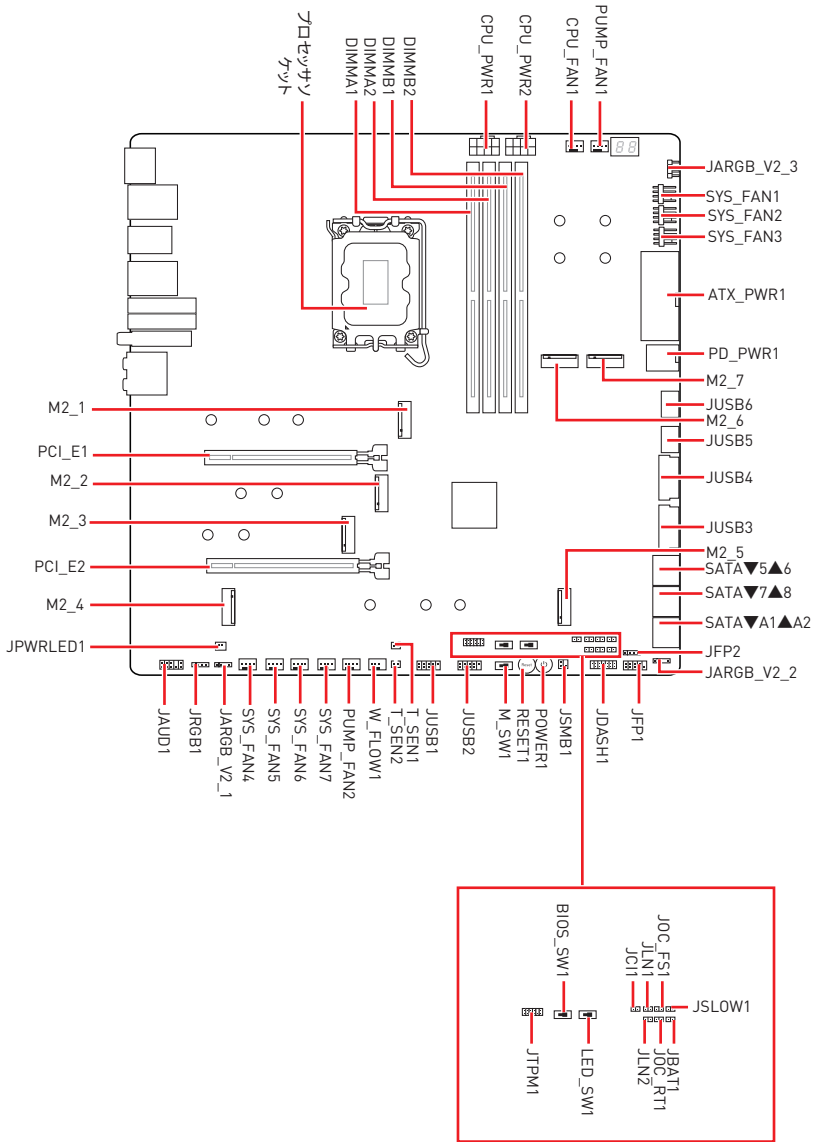 プロセッサソ
ケット
DIMMA1
DIMMA2
DIMMB1
DIMMB2
CPU_PWR1
CPU_PWR2
CPU_FAN1
PUMP_FAN1
88
JARGB_V2_3
SYS_FAN1
SYS_FAN2
SYS_FAN3
ATX_PWR1
PD_PWR1
M2_7
JUSB6
M2_6
JUSB5
JUSB4
JUSB3
M2_5
SATA▼5▲6
SATA▼7▲8
SATA▼A1▲A2
JFP2
JARGB_V2_2
M2_1
PCI_E1
M2_2
M2_3
PCI_E2
M2_4
JPWRLED1
Reset
JAUD1
JRGB1
JARGB_V2_1
SYS_FAN4
SYS_FAN5
SYS_FAN6
SYS_FAN7
PUMP_FAN2
W_FLOW1
T_SEN2
T_SEN1
JUSB1
JUSB2
M_SW1
RESET1
POWER1
JSMB1
JDASH1
JFP1
BIOS_SW1
JCI1
JLN1
JOC_FS1
JSLOW1
JTPM1
LED_SW1
JLN2
JOC_RT1
JBAT1